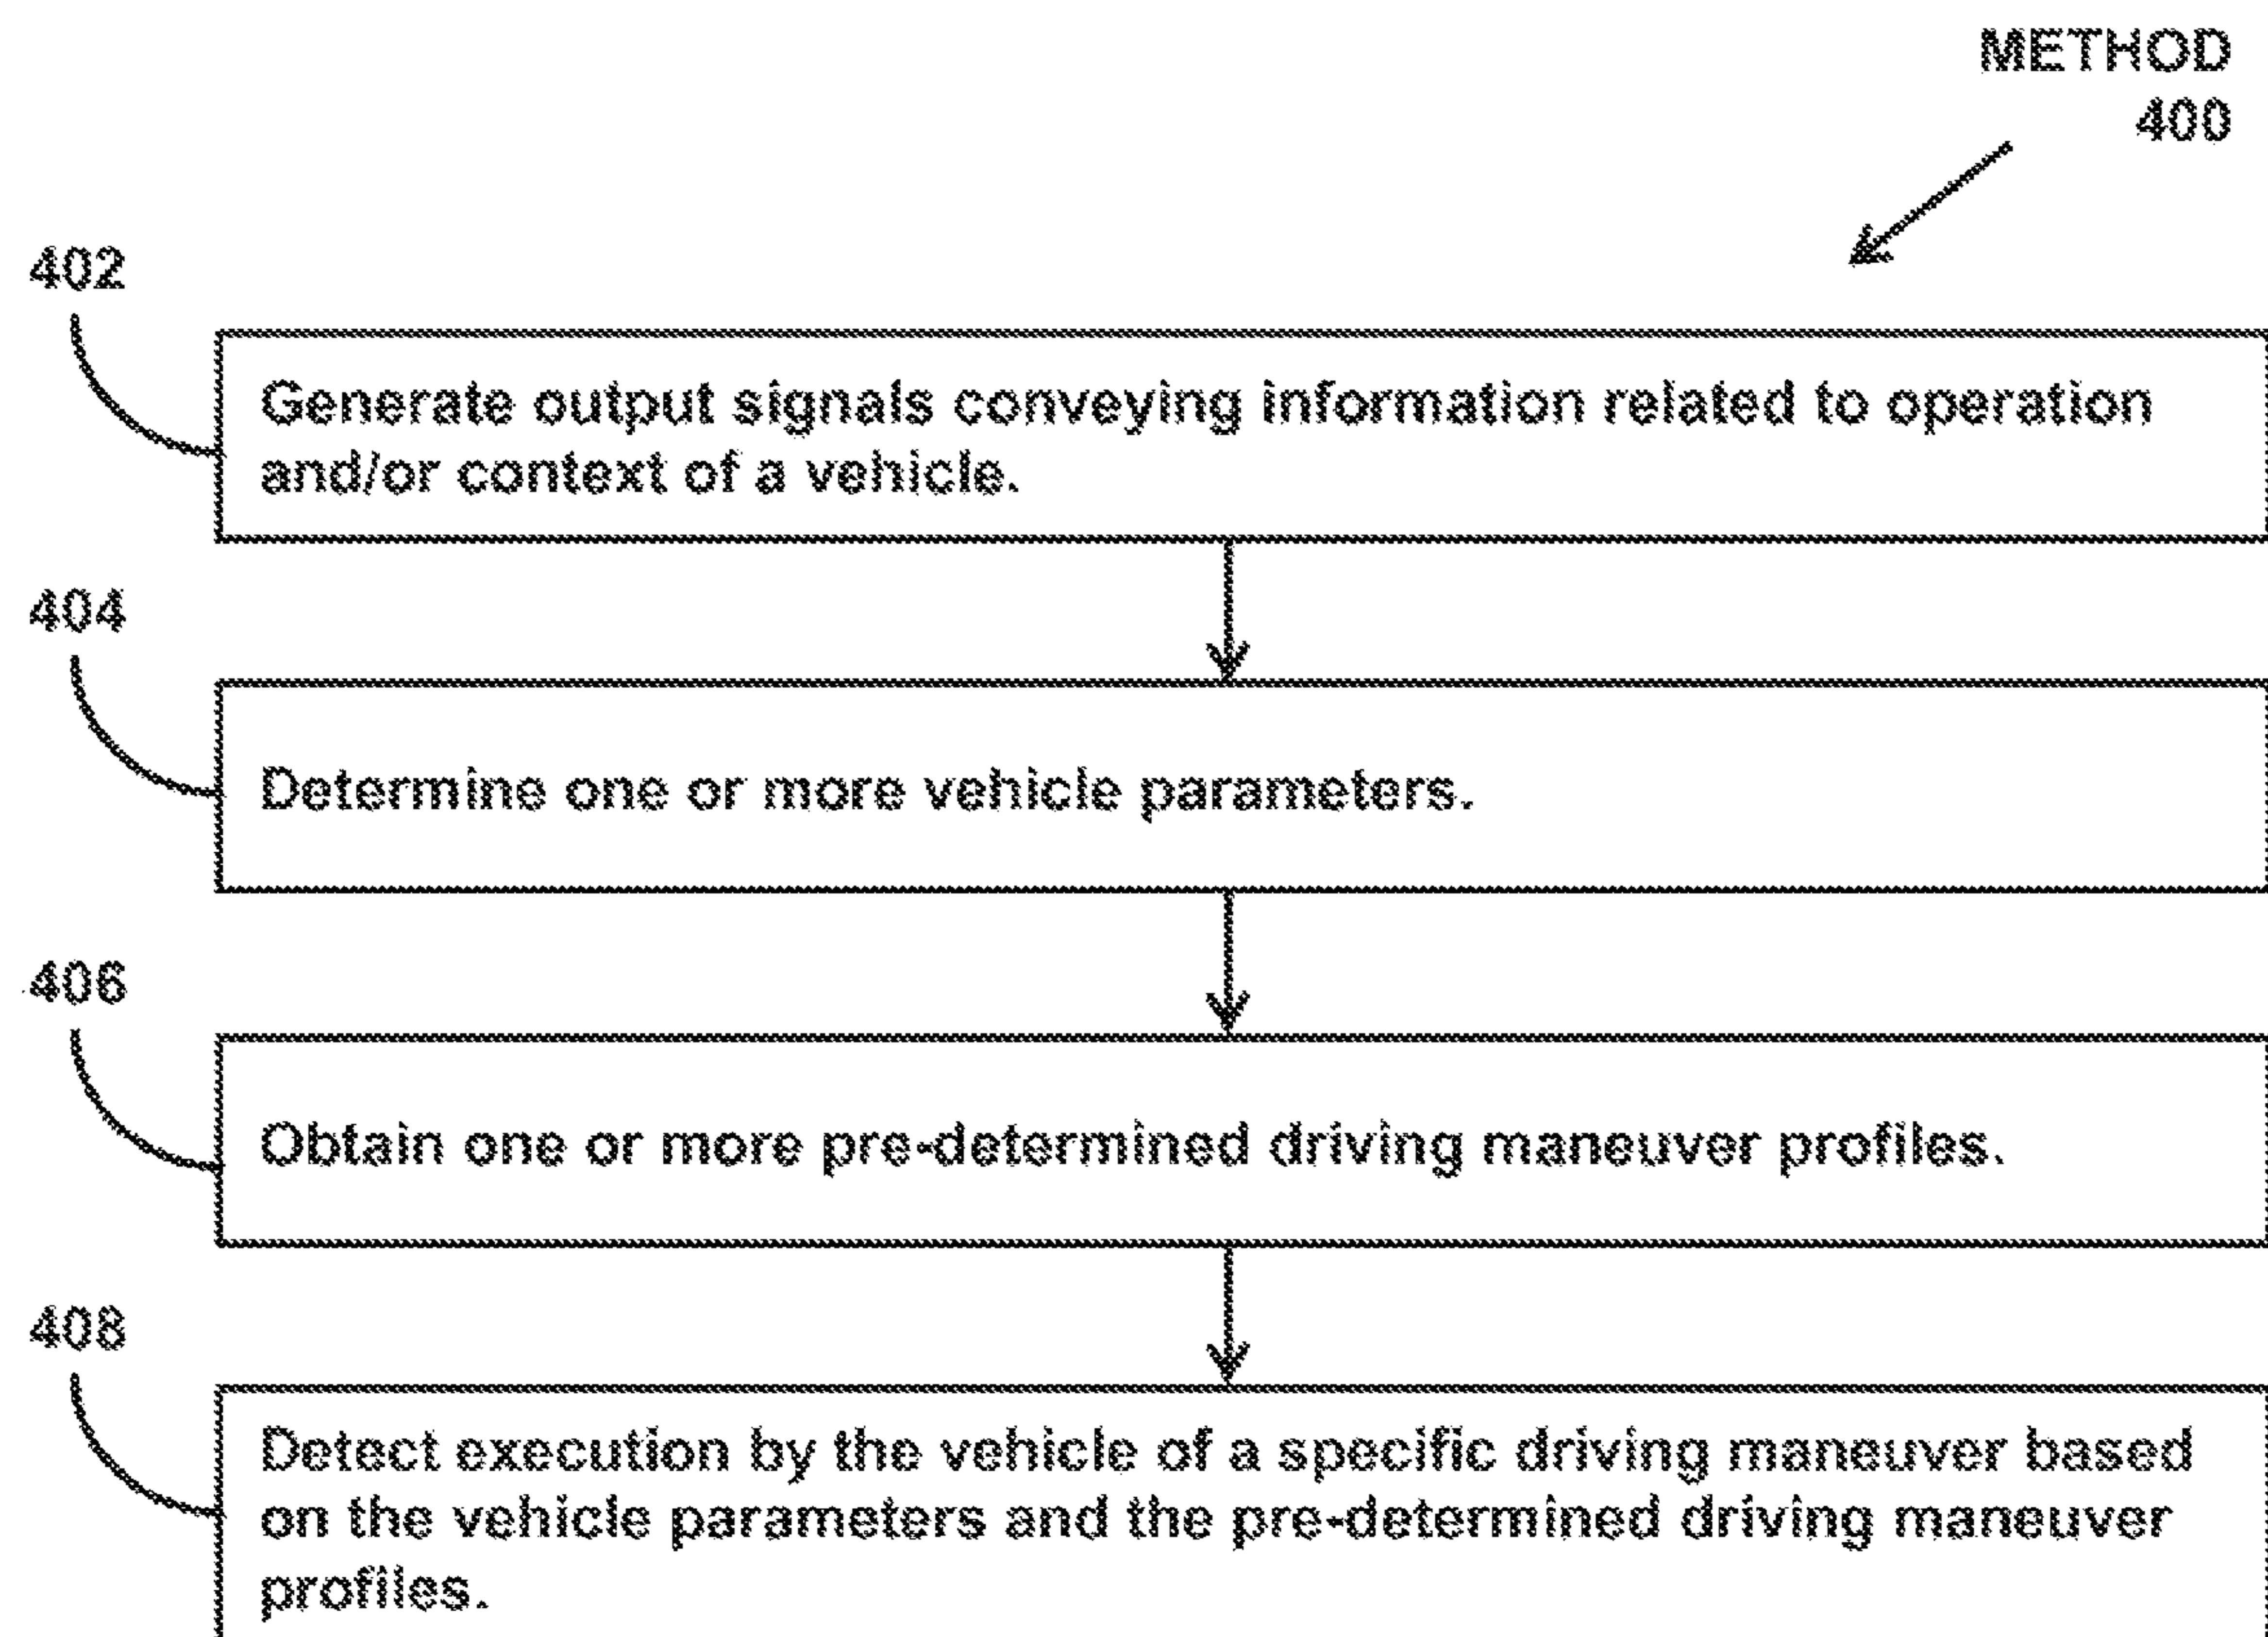 METHOD
400
402
Generate output signals conveying information related to operation
and/or context of a vehicle.
404
Determine one or more vehicle parameters.
406
Obtain one or more pre-determined driving maneuver profiles.
408
Detect execution by the vehicle of a specific driving maneuver based
on the vehicle parameters and the pre-determined driving maneuver
profiles.